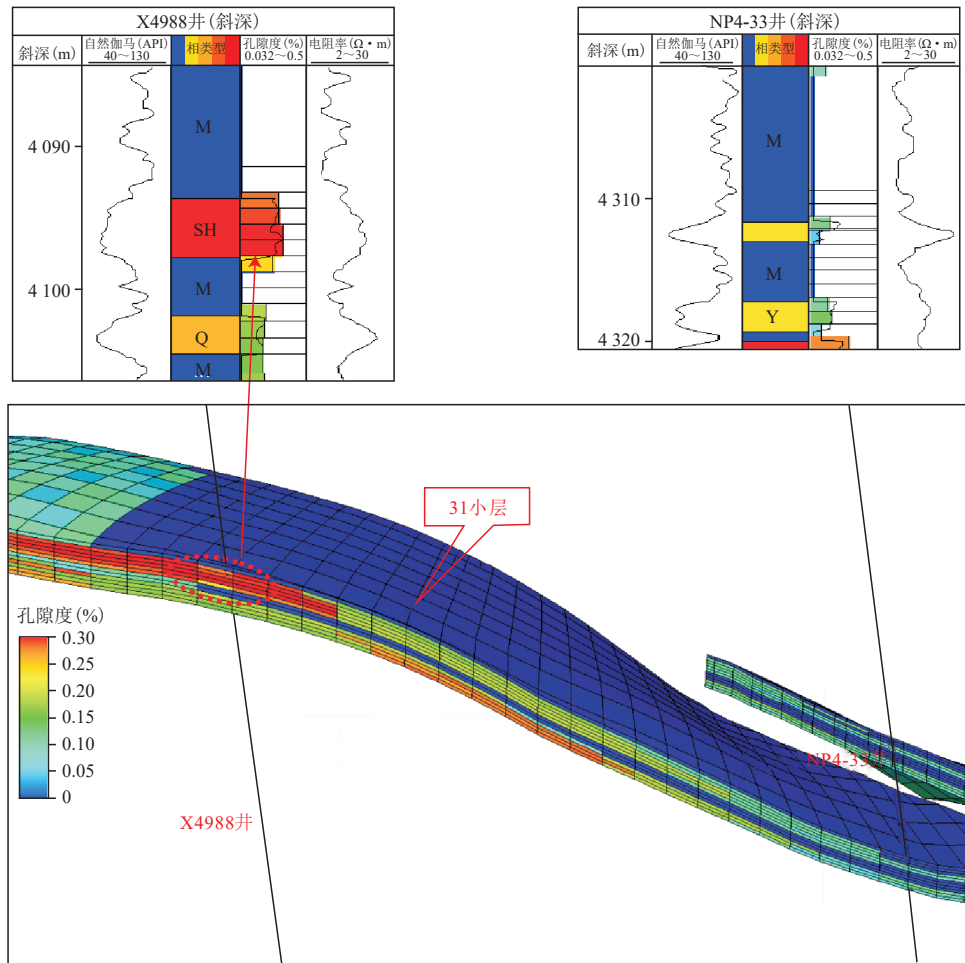 X4988井(斜深)
斜深(m)
自然伽马(API)
40～130
相类型
孔隙度(%)
0.032～0.5
电阻率(Ω·m)
2～30
M
4 090
SH
M
4 100
Q
M
NP4-33井(斜深)
斜深(m)
自然伽马(API)
40～130
相类型
孔隙度(%)
0.032～0.5
电阻率(Ω·m)
2～30
M
4 310
M
Y
4 320
31小层
孔隙度(%)
0.30
0.25
0.20
0.15
0.10
0.05
0
X4988井
NP4-33井